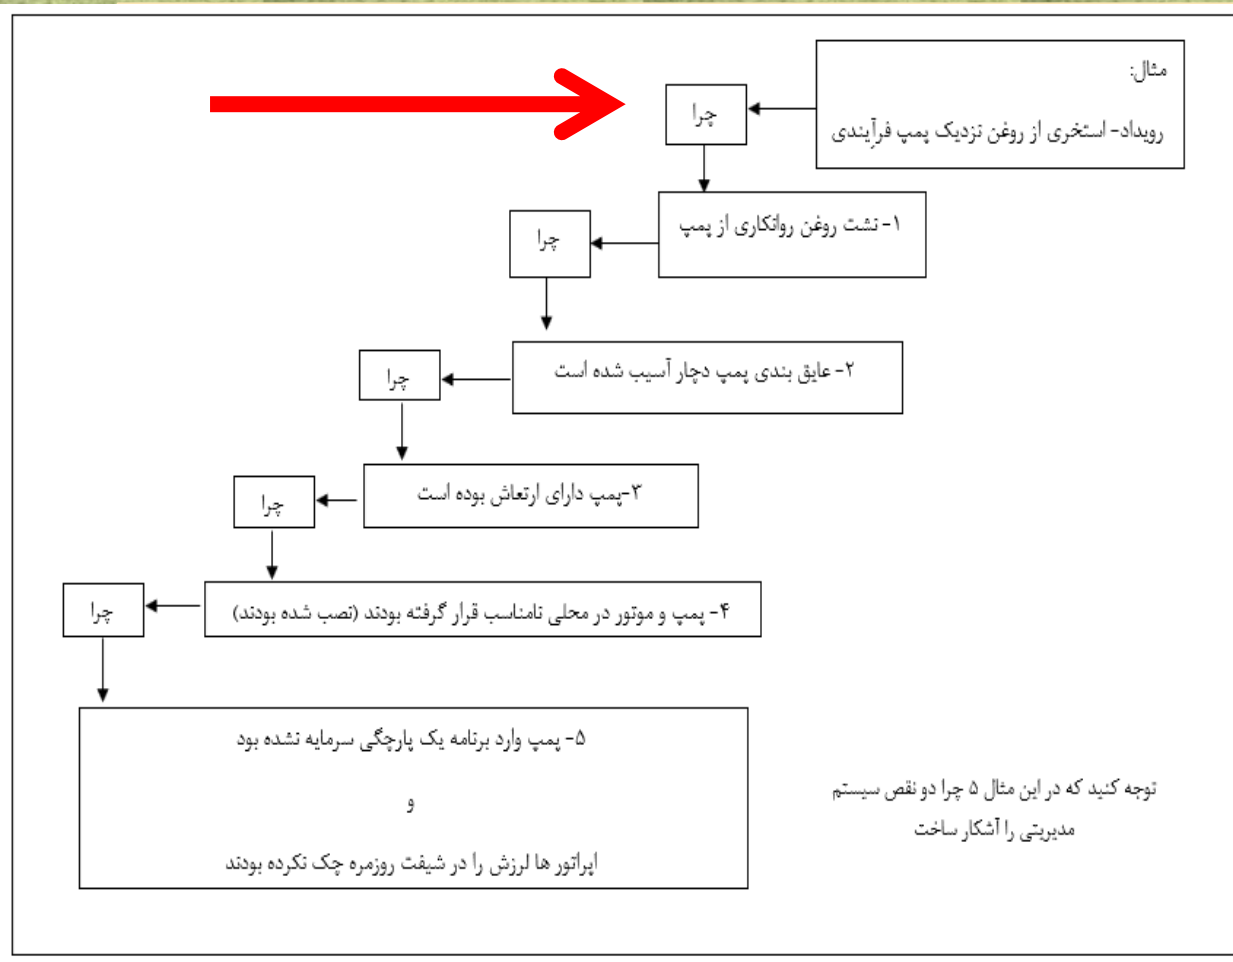 مثال:
رویداد- استخری از روغن نزدیک پمپ فرآیندی
چرا
۱- نشت روغن روانکاری از پمپ
چرا
۲- عایق بندی پمپ دچار آسیب شده است
چرا
۳-پمپ دارای ارتعاش بوده است
چرا
۴- پمپ و موتور در محلی نامناسب قرار گرفته بودند (نصب شده بودند)
چرا
۵- پمپ وارد برنامه یک پارچگی سرمایه نشده بود
و
اپراتور ها لرزش را در شیفت روزمره چک نکرده بودند
توجه کنید که در این مثال ۵ چرا دو نقص سیستم
مدیریتی را آشکار ساخت